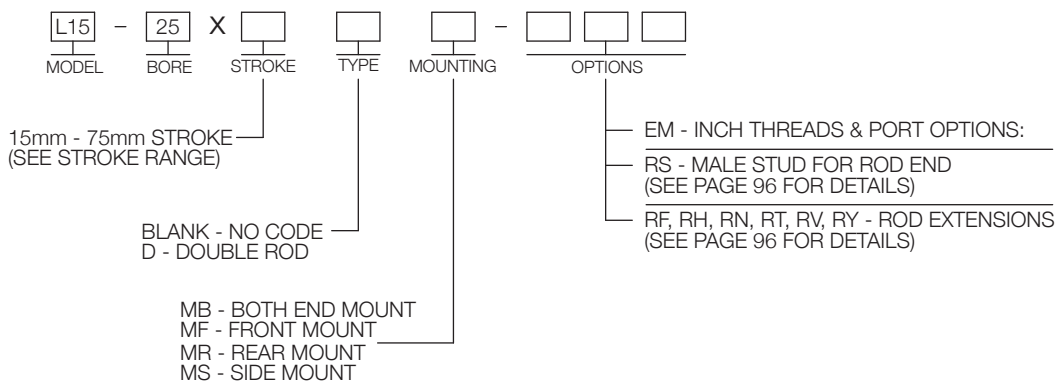 L15 - 25 X -
MODEL BORE STROKE TYPE MOUNTING OPTIONS
15mm - 75mm STROKE
(SEE STROKE RANGE)
EM - INCH THREADS & PORT OPTIONS:
RS - MALE STUD FOR ROD END
(SEE PAGE 96 FOR DETAILS)
RF, RH, RN, RT, RV, RY - ROD EXTENSIONS
(SEE PAGE 96 FOR DETAILS)
BLANK - NO CODE
D - DOUBLE ROD
MB - BOTH END MOUNT
MF - FRONT MOUNT
MR - REAR MOUNT
MS - SIDE MOUNT